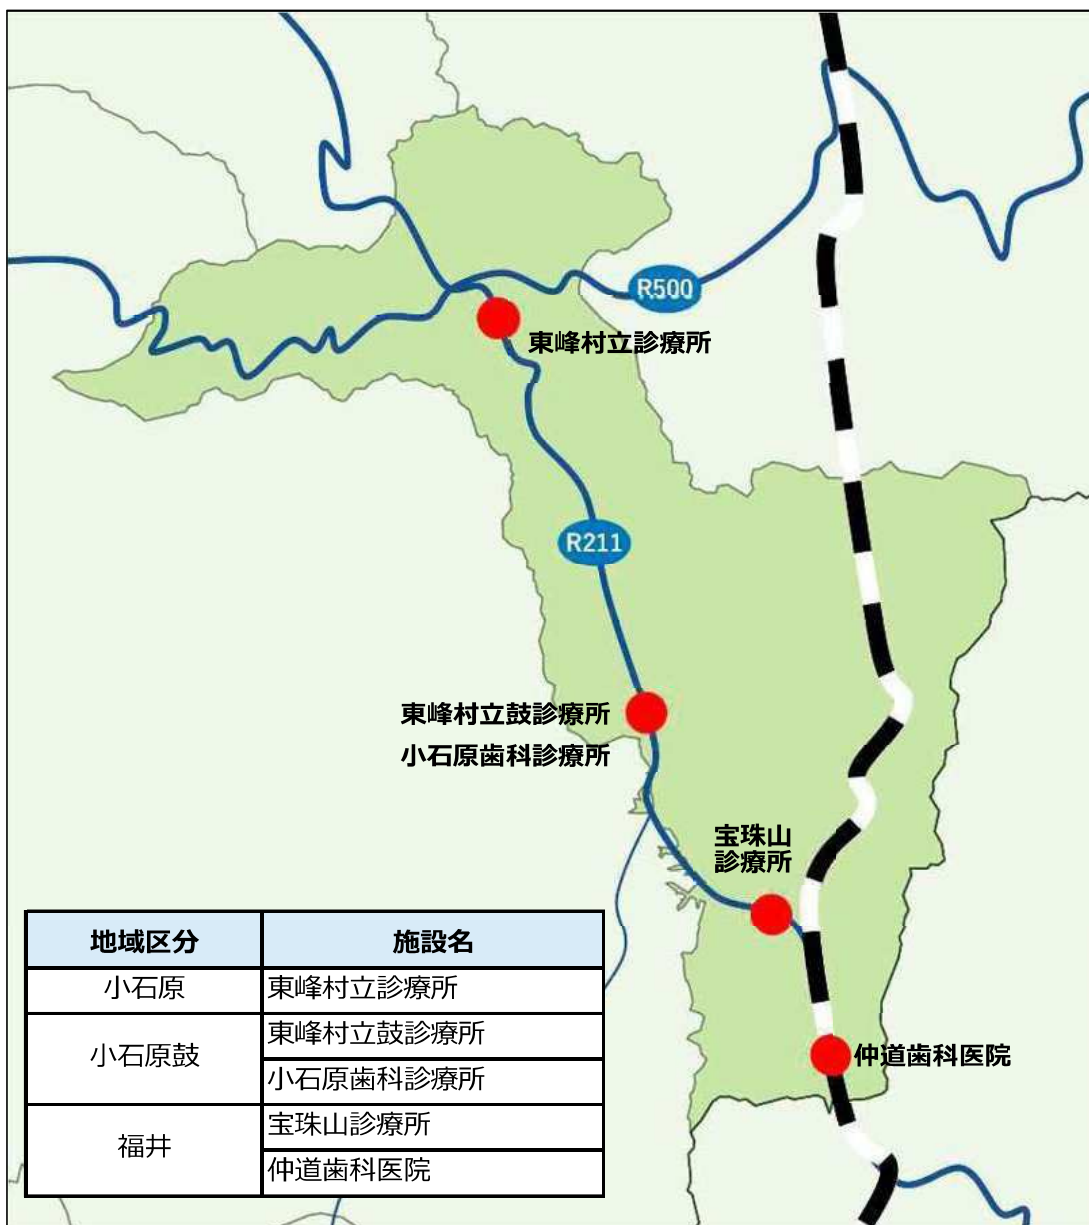 R500
東峰村立診療所
R211
東峰村立鼓診療所
小石原歯科診療所
宝珠山
診療所
仲道歯科医院
地域区分 施設名
小石原 東峰村立診療所
小石原鼓 東峰村立鼓診療所
小石原歯科診療所
福井 宝珠山診療所
仲道歯科医院